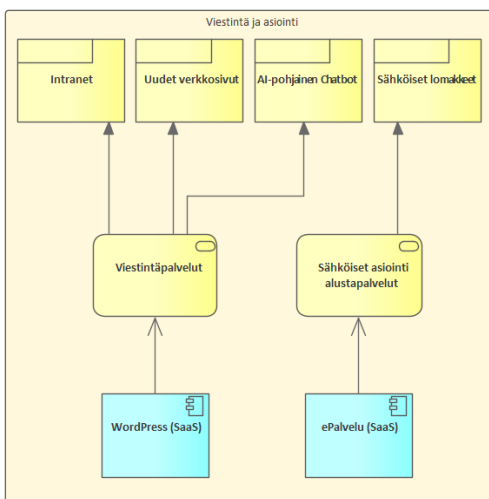 Viestintä ja asiointi
Intranet
Uudet verkkosivut
AI-pohjainen Chatbot
Sähköiset lomakkeet
Viestintäpalvelut
Sähköiset asiointi
alustapalvelut
WordPress (SaaS)
ePalvelu (SaaS)